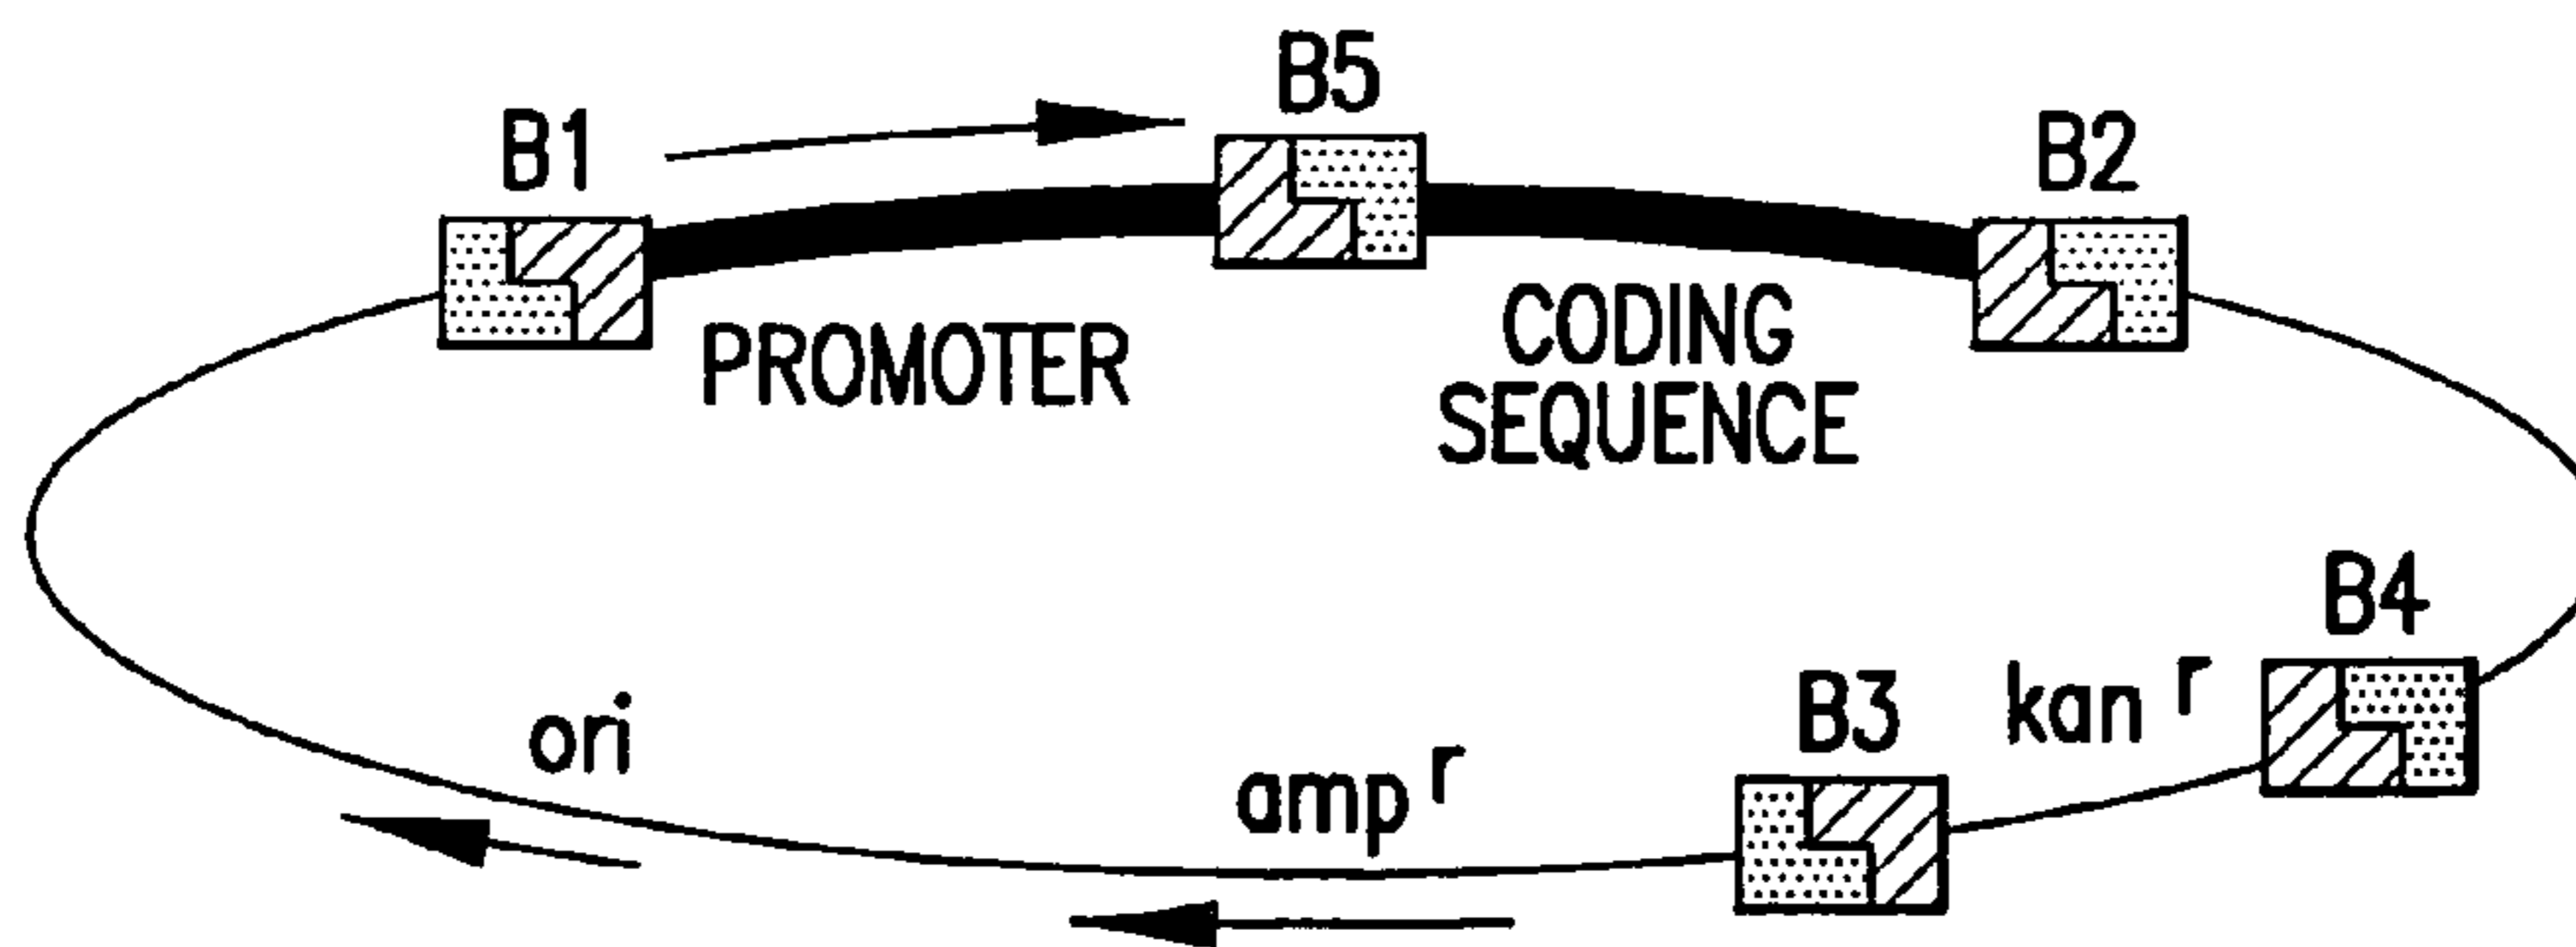 B5
B1
B2
PROMOTER
CODING
SEQUENCE
B4
B3
kan r
ori
amp r